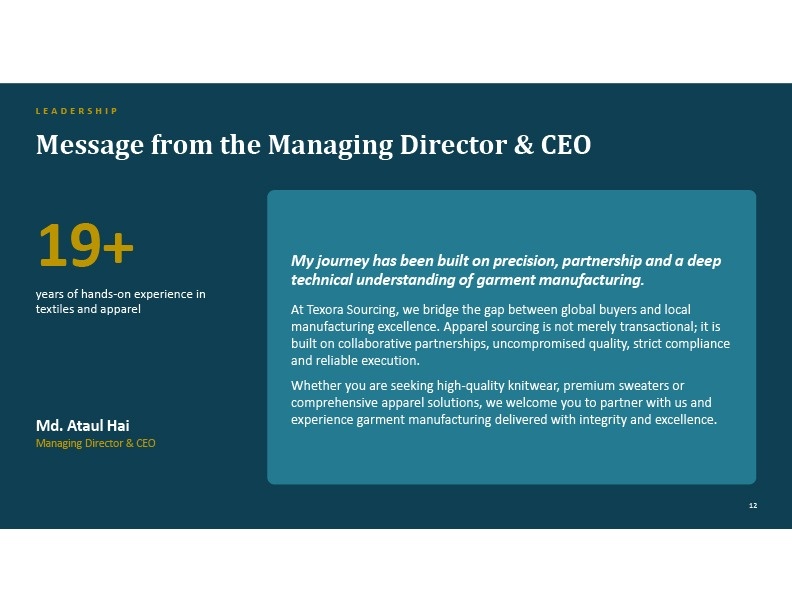 LEADERSHIP
Message from the Managing Director & CEO
19+
years of hands-on experience in
textiles and apparel
Md. Ataul Hai
Managing Director & CEO
My journey has been built on precision, partnership and a deep
technical understanding of garment manufacturing.
At Texora Sourcing, we bridge the gap between global buyers and local
manufacturing excellence. Apparel sourcing is not merely transactional; it is
built on collaborative partnerships, uncompromised quality, strict compliance
and reliable execution.
Whether you are seeking high-quality knitwear, premium sweaters or
comprehensive apparel solutions, we welcome you to partner with us and
experience garment manufacturing delivered with integrity and excellence.
12